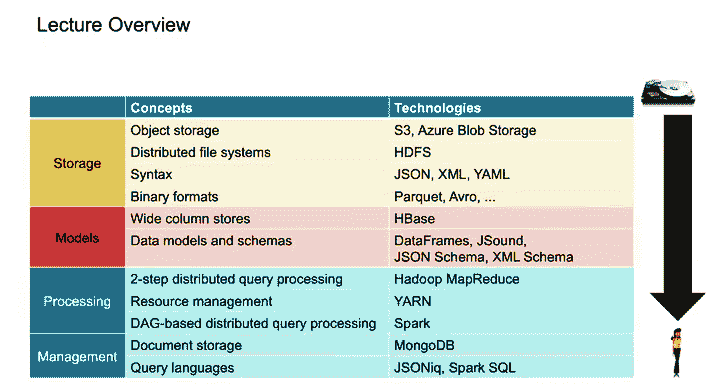 Lecture Overview
Concepts Technologies
Storage
Object storage S3, Azure Blob Storage
Distributed file systems HDFS
Syntax JSON, XML, YAML
Binary formats Parquet, Avro, ...
Models
Wide column stores HBase
Data models and schemas DataFrames, JSound,
JSON Schema, XML Schema
Processing
2-step distributed query processing Hadoop MapReduce
Resource management YARN
DAG-based distributed query processing Spark
Management
Document storage MongoDB
Query languages JSONiq, Spark SQL